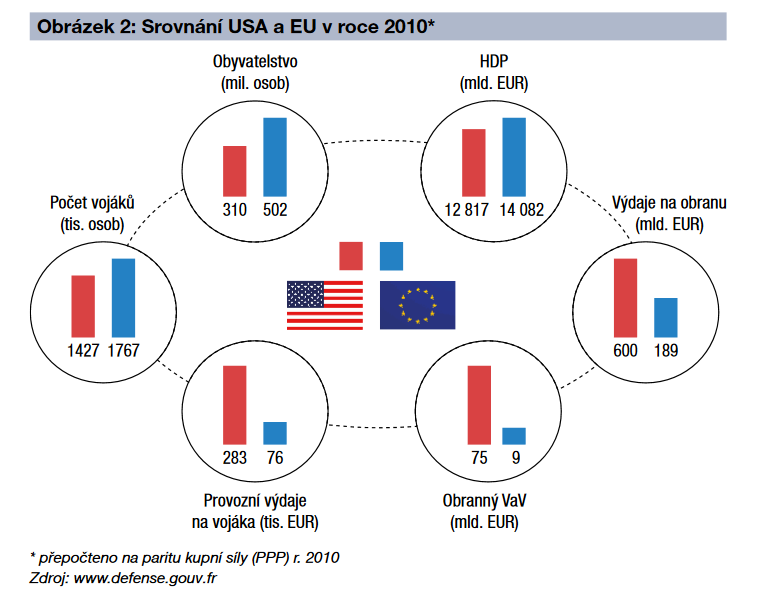 Obrázek 2: Srovnání USA a EU v roce 2010*
Obyvatelstvo
(mil. osob)
310 502
HDP
(mld. EUR)
12 817 14 082
Počet vojáků
(tis. osob)
1427 1767
Výdaje na obranu
(mld. EUR)
600 189
283 76
Provozní výdaje
na vojáka (tis. EUR)
75 9
Obranný VaV
(mld. EUR)
* přepočteno na paritu kupní síly (PPP) r. 2010
Zdroj: www.defense.gouv.fr